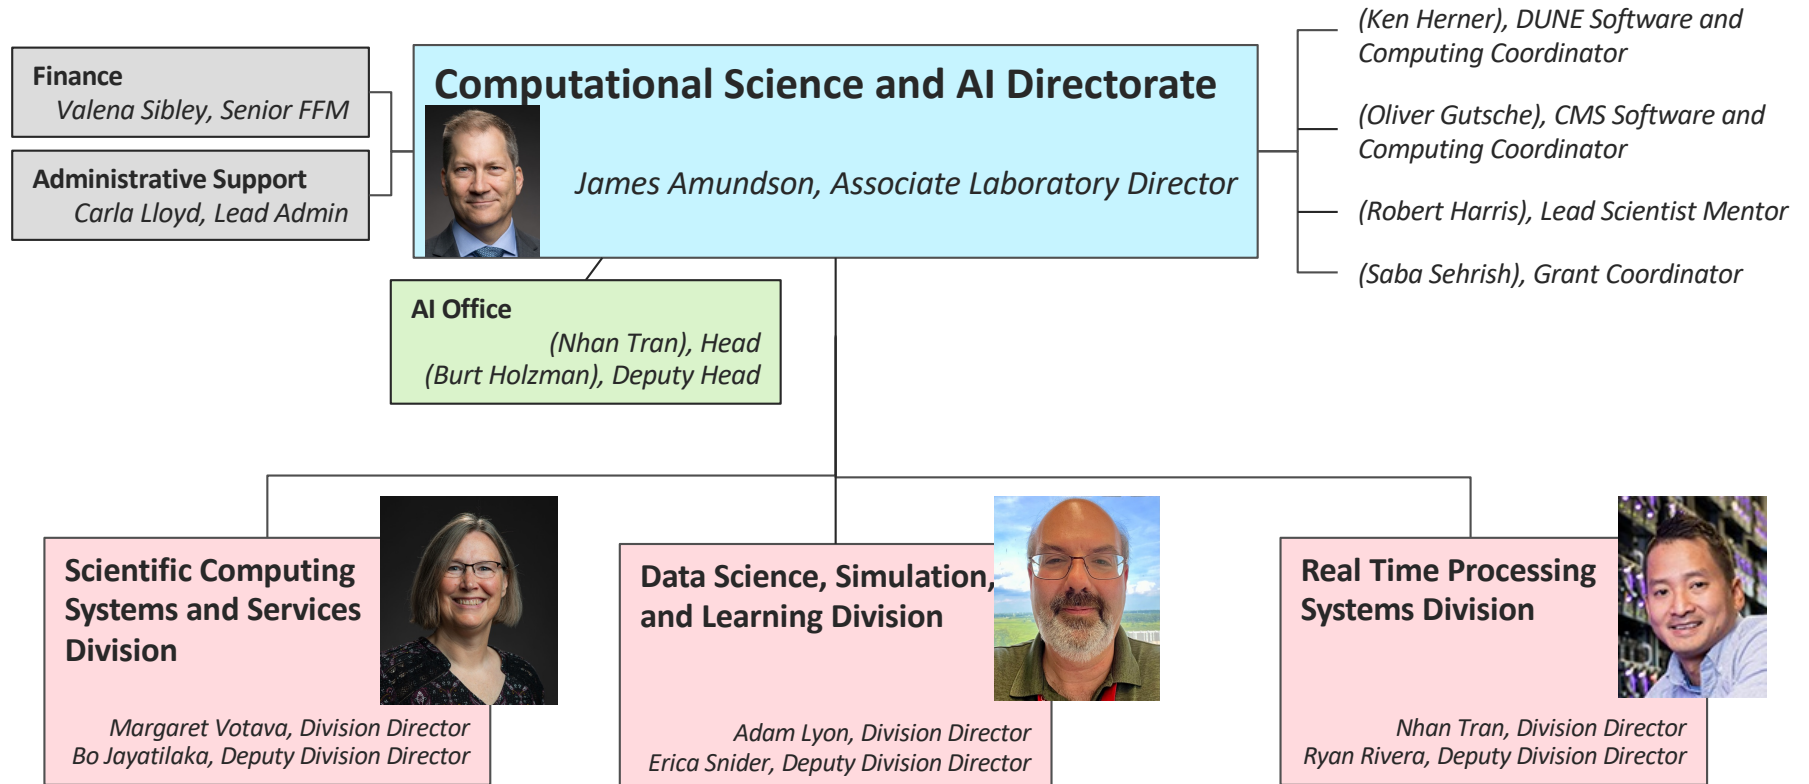 Finance
Valena Sibley, Senior FFM
Administrative Support
Carla Lloyd, Lead Admin
Computational Science and AI Directorate
James Amundson, Associate Laboratory Director
(Ken Herner), DUNE Software and
Computing Coordinator
(Oliver Gutsche), CMS Software and
Computing Coordinator
(Robert Harris), Lead Scientist Mentor
(Saba Sehrish), Grant Coordinator
AI Office
(Nhan Tran), Head
(Burt Holzman), Deputy Head
Scientific Computing
Systems and Services
Division
Margaret Votava, Division Director
Bo Jayatilaka, Deputy Division Director
Data Science, Simulation,
and Learning Division
Adam Lyon, Division Director
Erica Snider, Deputy Division Director
Real Time Processing
Systems Division
Nhan Tran, Division Director
Ryan Rivera, Deputy Division Director